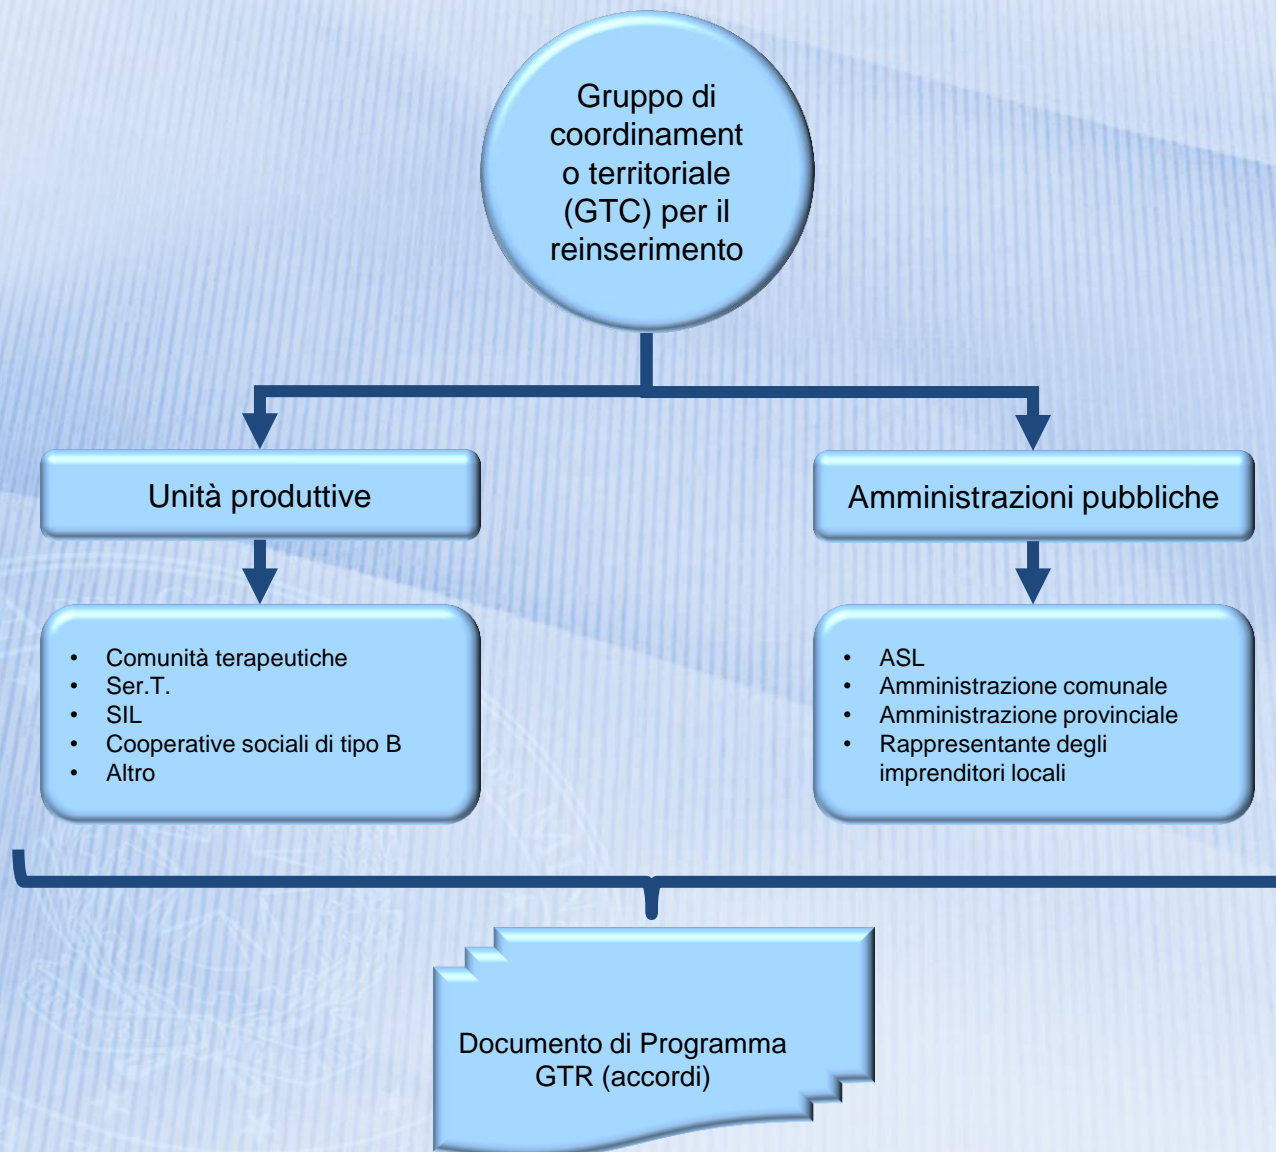 Gruppo di
coordinament
o territoriale
(GTC) per il
reinserimento
Unità produttive
Amministrazioni pubbliche
• Comunità terapeutiche
• Ser.T.
• SIL
• Cooperative sociali di tipo B
• Altro
• ASL
• Amministrazione comunale
• Amministrazione provinciale
• Rappresentante degli
imprenditori locali
Documento di Programma
GTR (accordi)